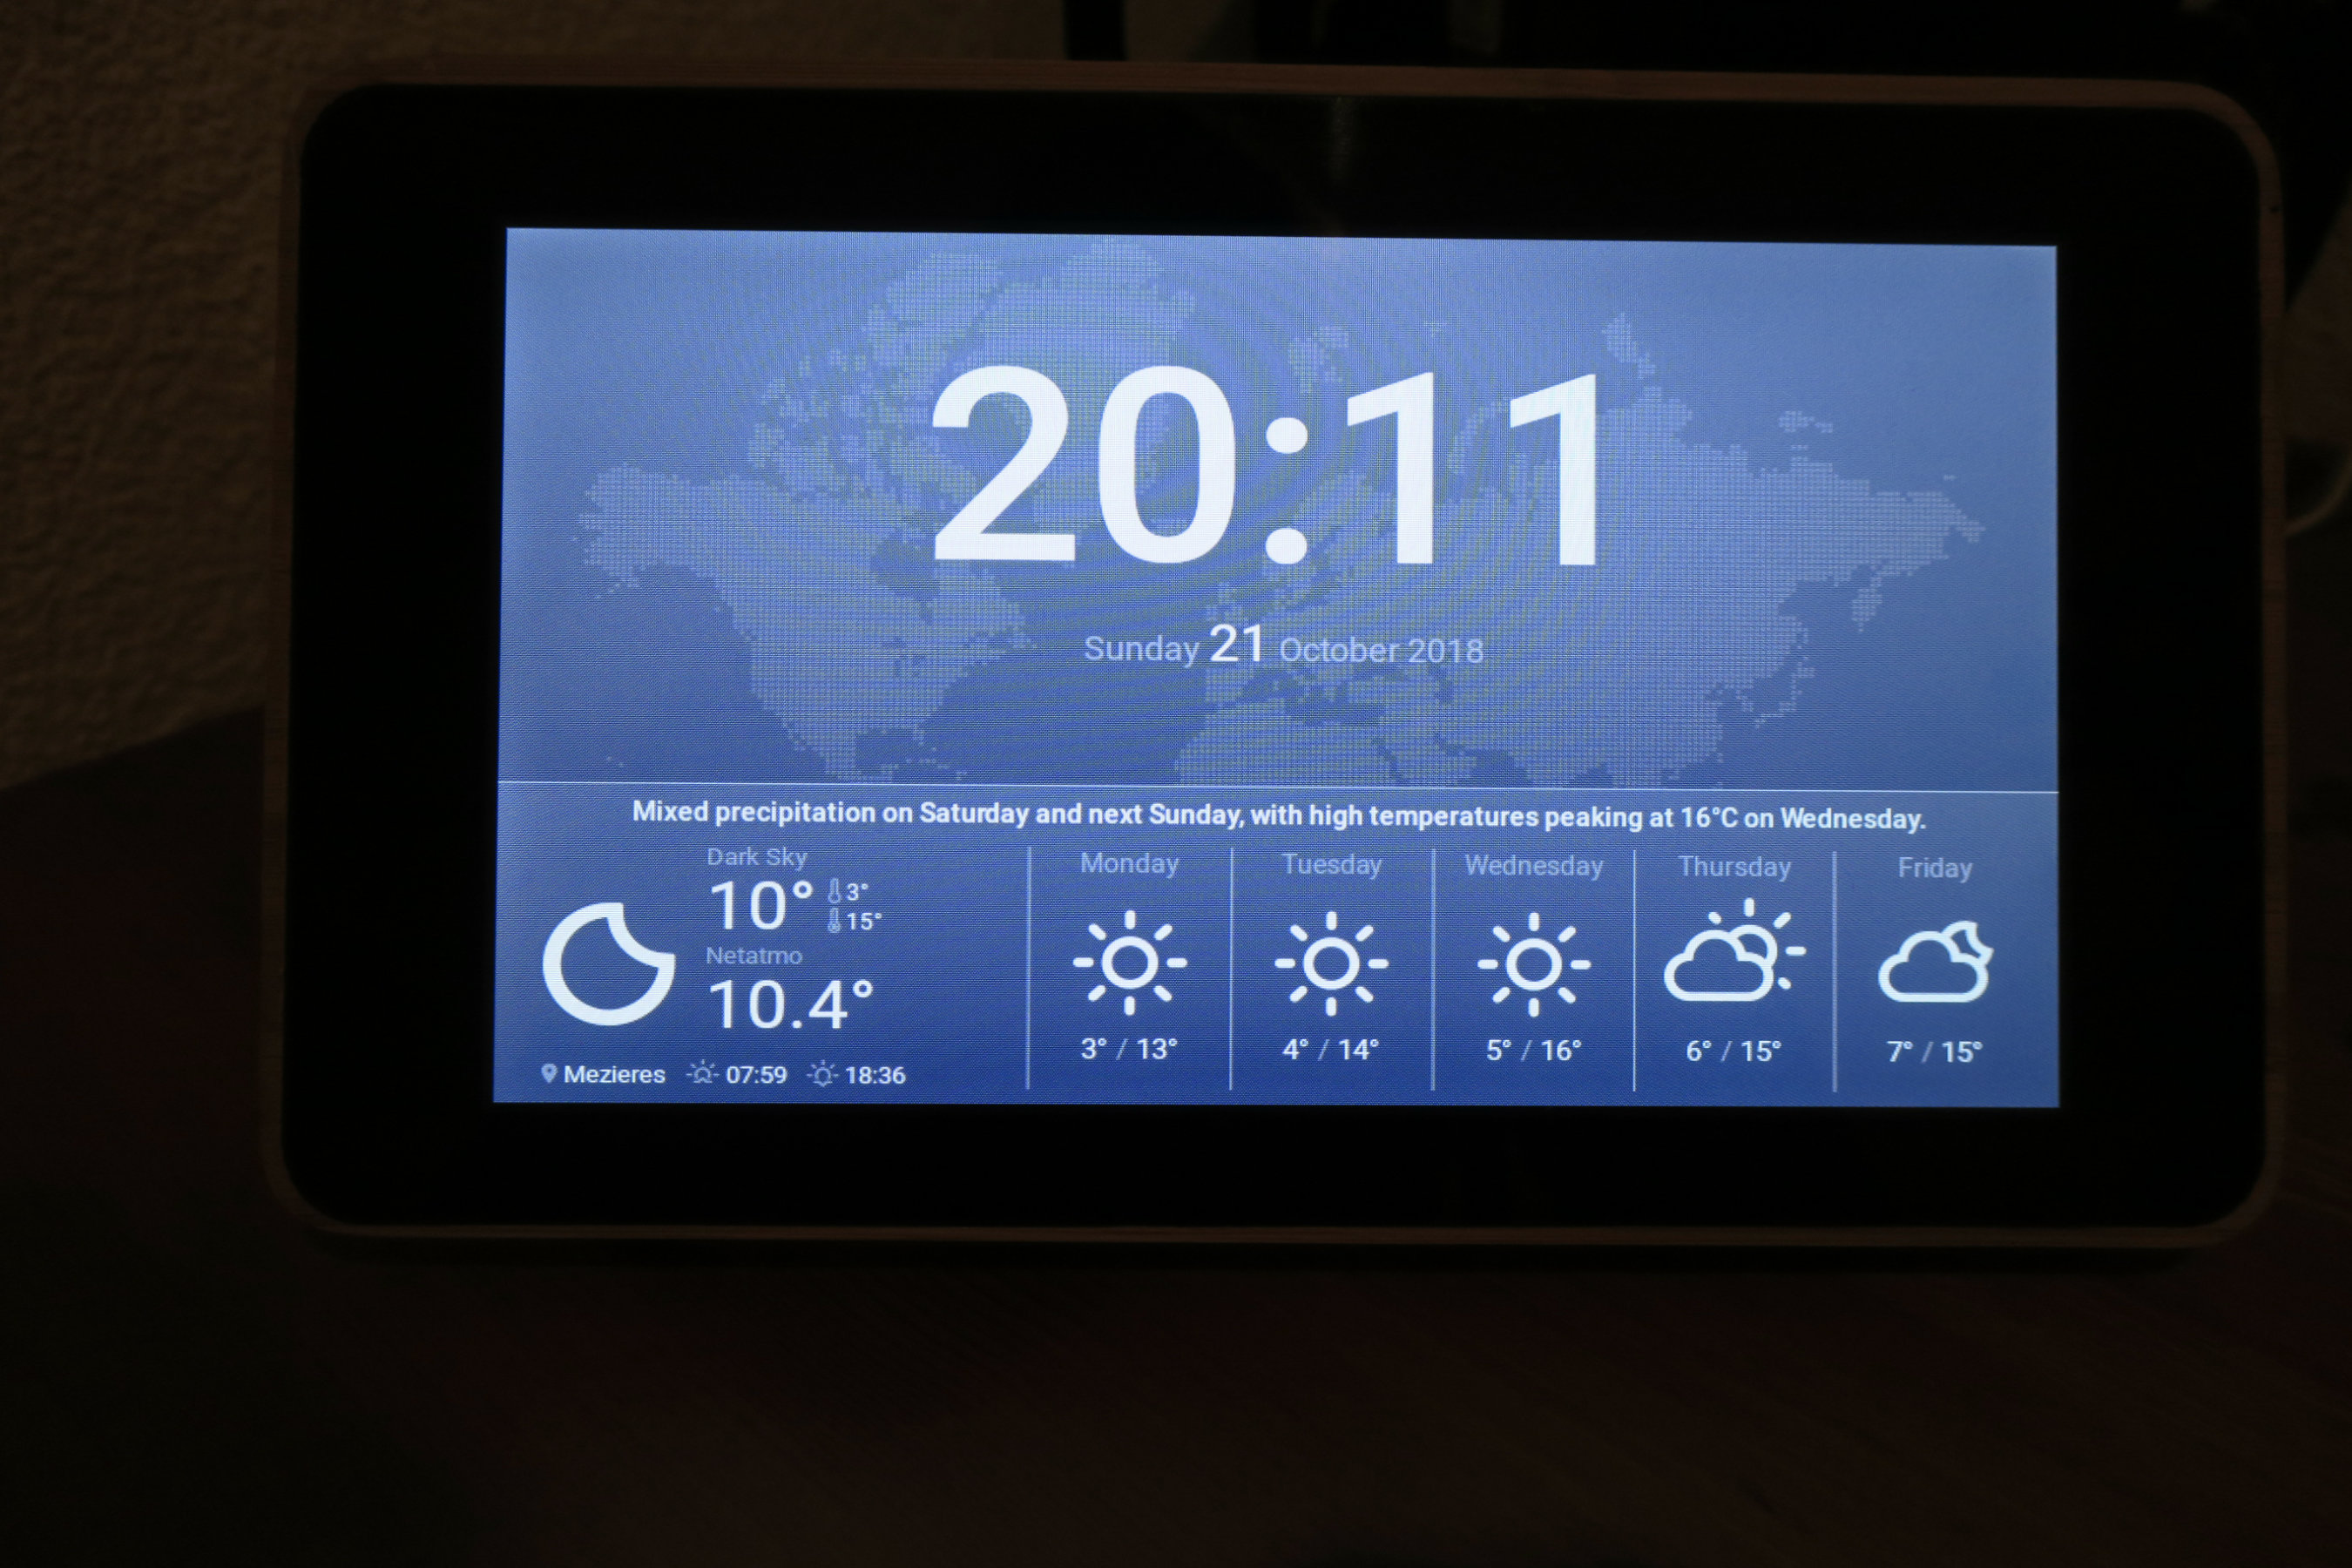 20:11
Sunday 21 October 2018
Mixed precipitation on Saturday and next Sunday, with high temperatures peaking at 16°C on Wednesday.
Dark Sky
10° 3°
15°
Netatmo
10.4°
Mezieres 07:59 18:36
Monday
3° / 13°
Tuesday
4° / 14°
Wednesday
5° / 16°
Thursday
6° / 15°
Friday
7° / 15°